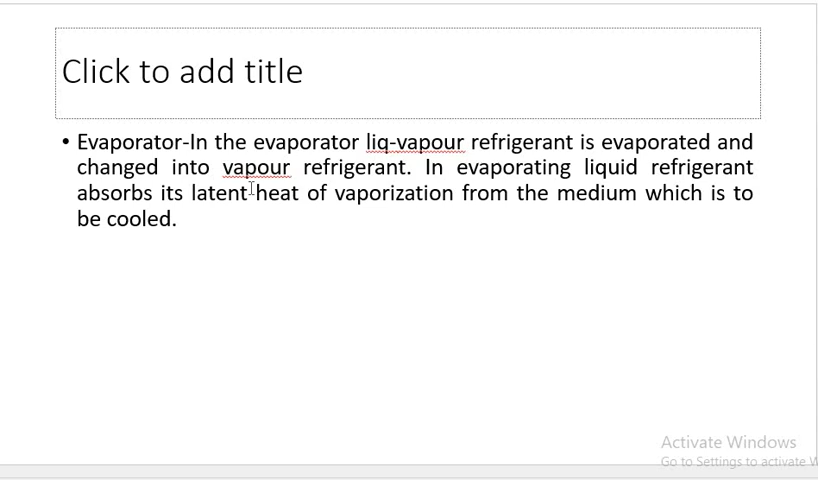 Click to add title
• Evaporator-In the evaporator liq-vapour refrigerant is evaporated and
changed into vapour refrigerant. In evaporating liquid refrigerant
absorbs its latent heat of vaporization from the medium which is to
be cooled.
Activate Windows
Go to Settings to activate W